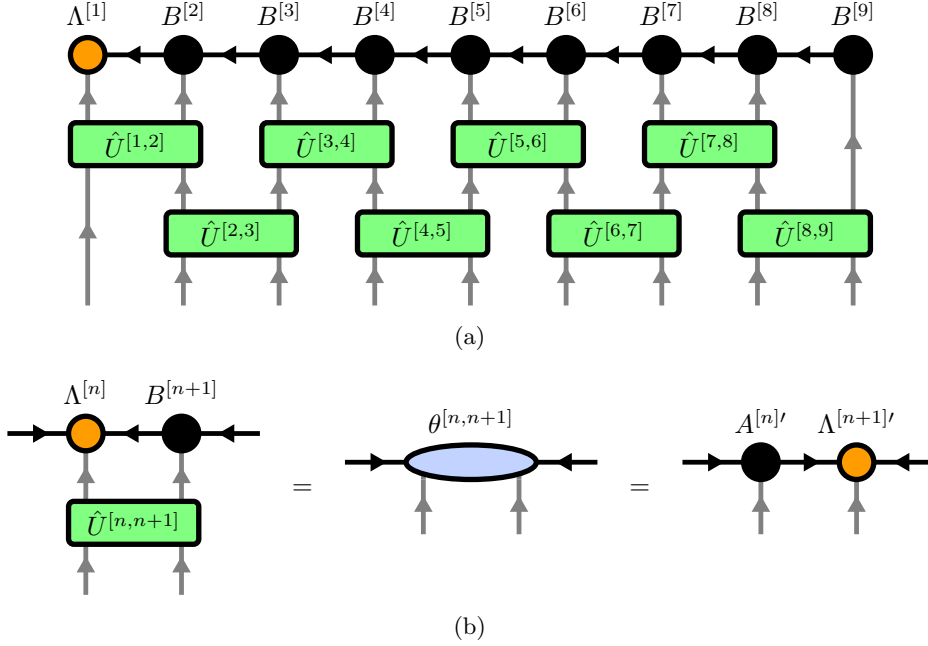 Λ^[1] B^[2] B^[3] B^[4] B^[5] B^[6] B^[7] B^[8] B^[9]
Û^[1,2] Û^[3,4] Û^[5,6] Û^[7,8]
Û^[2,3] Û^[4,5] Û^[6,7] Û^[8,9]
(a)
Λ^[n] B^[n+1] θ^[n,n+1] A^[n]′ Λ^[n+1]′
= =
Û^[n,n+1]
(b)